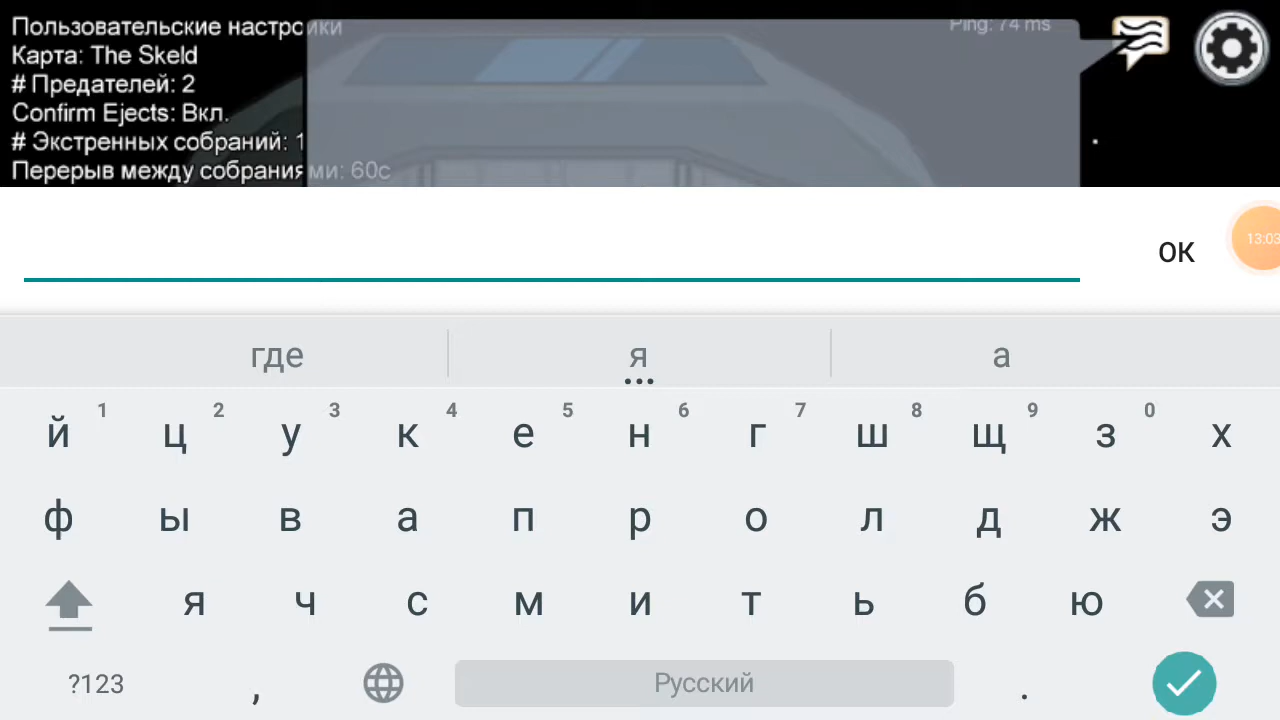 Пользовательские настройки
Ping: 74 ms
Карта: The Skeld
# Предателей: 2
Confirm Ejects: Вкл.
# Экстренных собраний: 1
Перерыв между собраниями: 60с
ОК
13:03
где я а
1 2 3 4 5 6 7 8 9 0
й ц у к е н г ш щ з х
ф ы в а п р о л д ж э
я ч с м и т ь б ю
?123 , Русский .